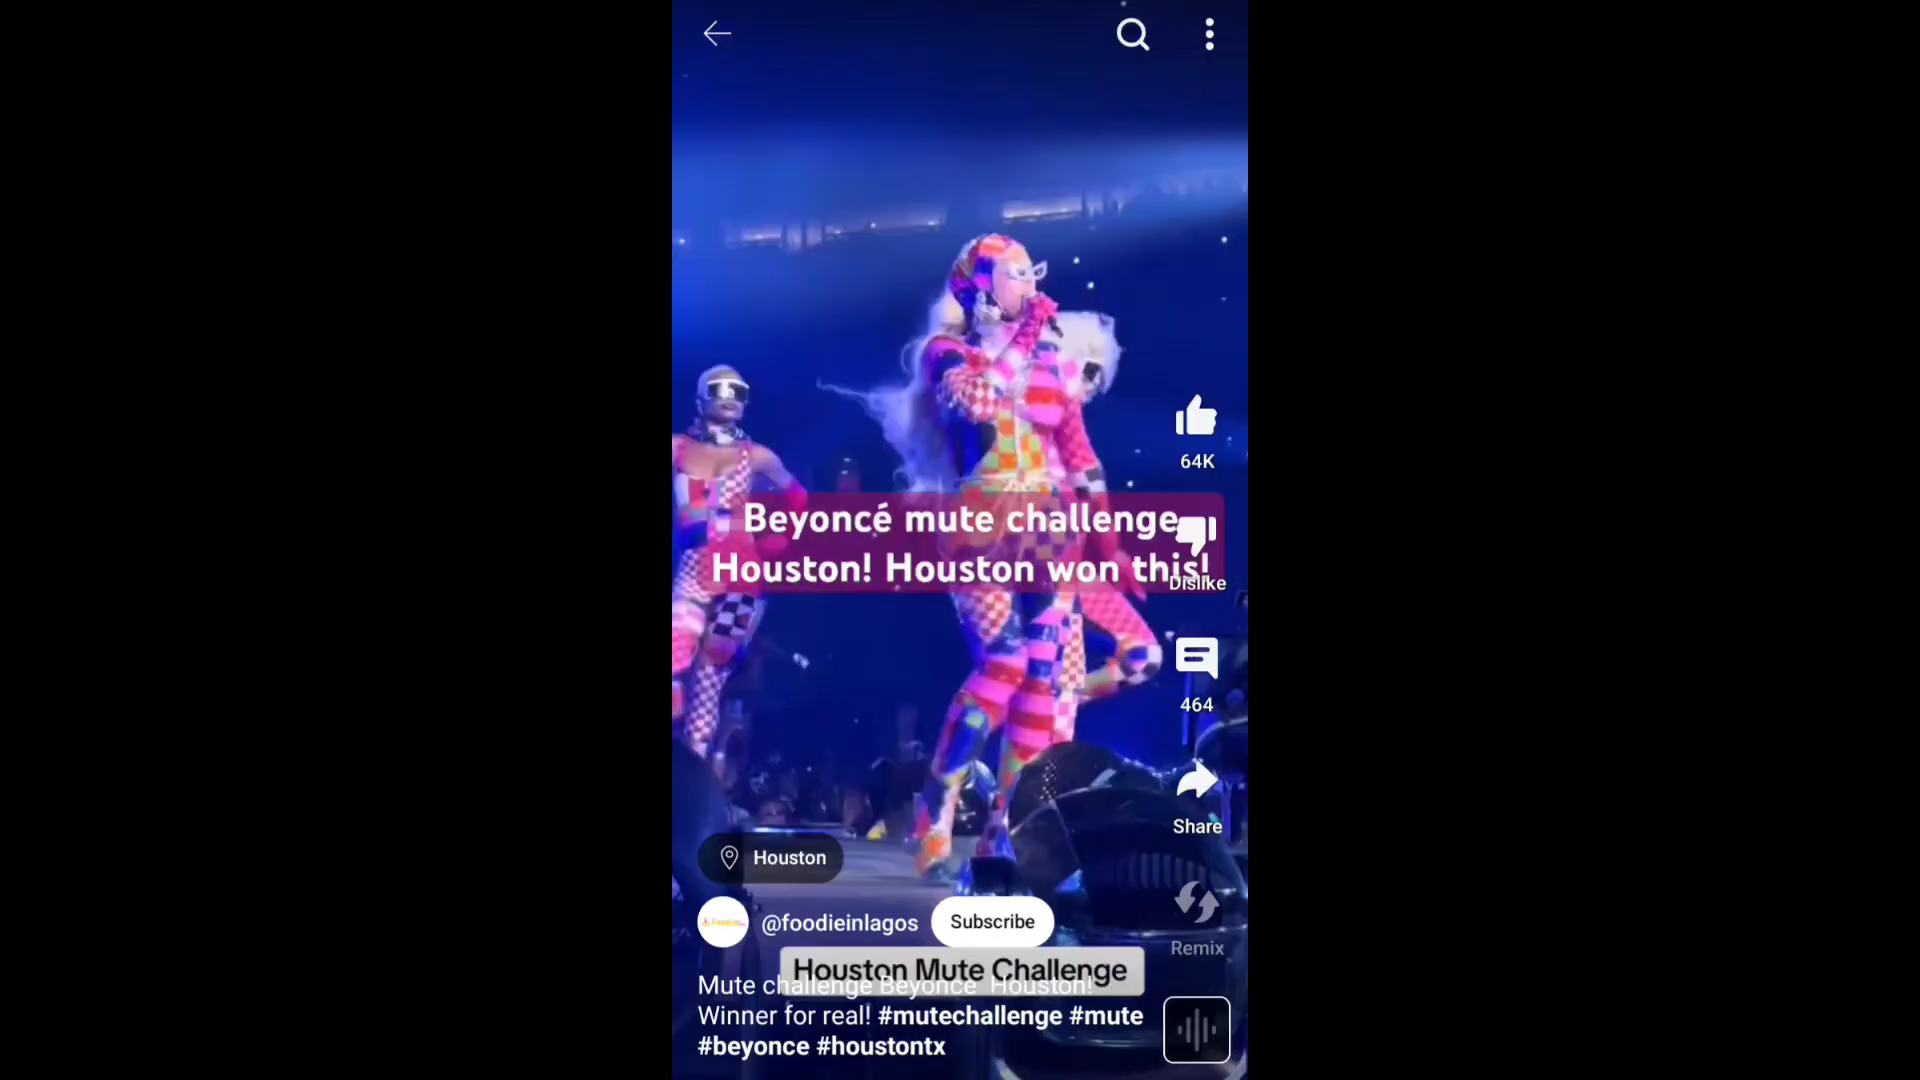 64K
Beyoncé mute challenge
Houston! Houston won this!
Dislike
464
Share
Houston
@foodieinlagos
Subscribe
Remix
Houston Mute Challenge
Mute challenge Beyonce Houston!
Winner for real! #mutechallenge #mute
#beyonce #houstontx